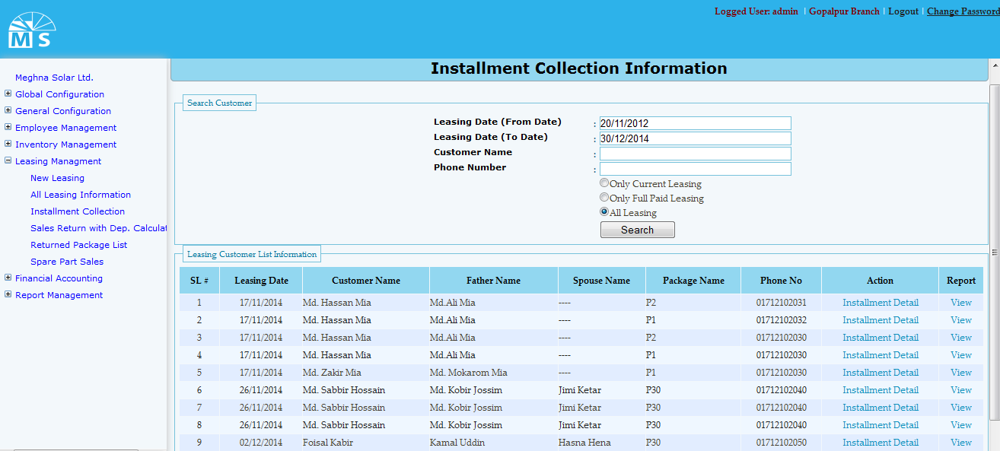 Logged User: admin | Gopalpur Branch | Logout | Change Password
MS
Installment Collection Information
Meghna Solar Ltd.
Global Configuration
General Configuration
Employee Management
Inventory Management
Leasing Managment
New Leasing
All Leasing Information
Installment Collection
Sales Return with Dep. Calculat
Returned Package List
Spare Part Sales
Financial Accounting
Report Management
Search Customer
Leasing Date (From Date) : 20/11/2012
Leasing Date (To Date) : 30/12/2014
Customer Name :
Phone Number :
Only Current Leasing
Only Full Paid Leasing
All Leasing
Search
Leasing Customer List Information
SL # Leasing Date Customer Name Father Name Spouse Name Package Name Phone No Action Report
1 17/11/2014 Md. Hassan Mia Md.Ali Mia ---- P2 01712102031 Installment Detail View
2 17/11/2014 Md. Hassan Mia Md.Ali Mia ---- P1 01712102032 Installment Detail View
3 17/11/2014 Md. Hassan Mia Md.Ali Mia ---- P2 01712102030 Installment Detail View
4 17/11/2014 Md. Hassan Mia Md.Ali Mia ---- P1 01712102030 Installment Detail View
5 17/11/2014 Md. Zakir Mia Md. Mokarom Mia ---- P1 01712102030 Installment Detail View
6 26/11/2014 Md. Sabbir Hossain Md. Kobir Jossim Jimi Ketar P30 01712102040 Installment Detail View
7 26/11/2014 Md. Sabbir Hossain Md. Kobir Jossim Jimi Ketar P30 01712102040 Installment Detail View
8 26/11/2014 Md. Sabbir Hossain Md. Kobir Jossim Jimi Ketar P30 01712102040 Installment Detail View
9 02/12/2014 Foisal Kabir Kamal Uddin Hasna Hena P30 01712102050 Installment Detail View